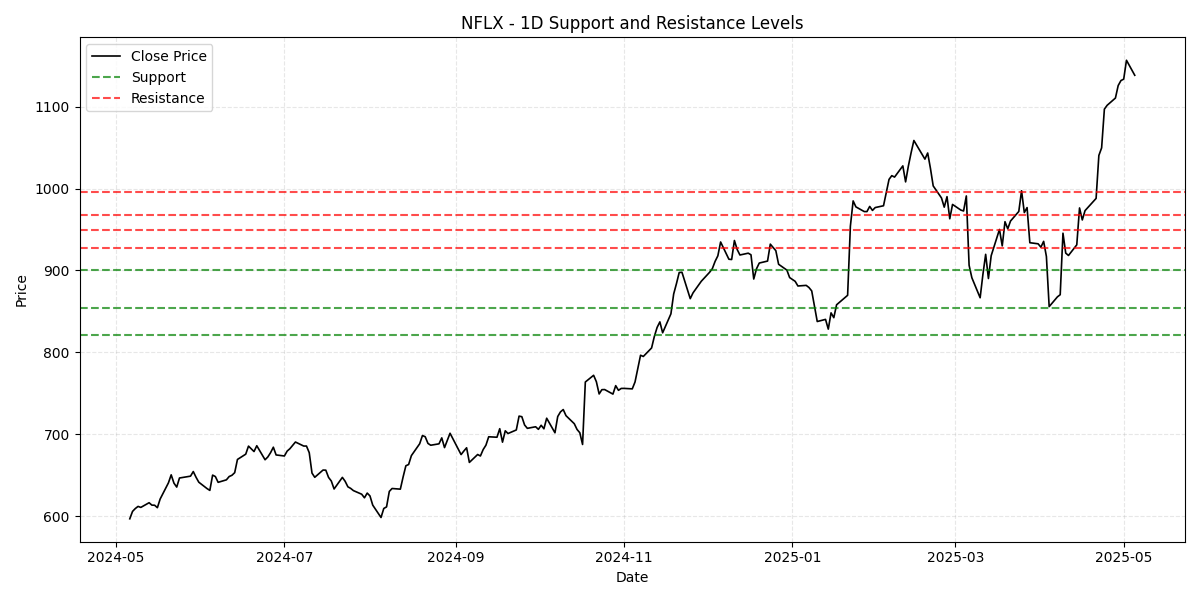 NFLX - 1D Support and Resistance Levels
Close Price
Support
Resistance
Price
1100
1000
900
800
700
600
2024-05 2024-07 2024-09 2024-11 2025-01 2025-03 2025-05
Date